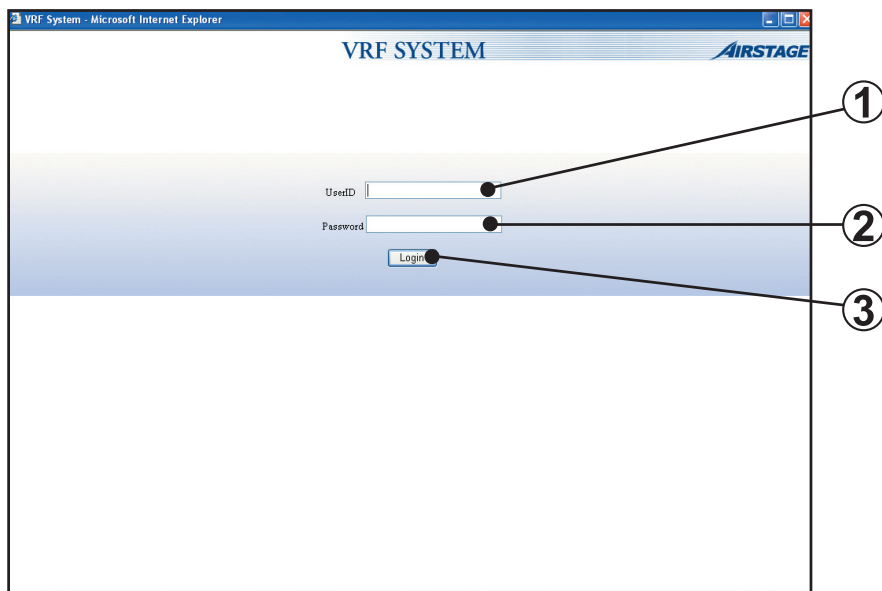 VRF System - Microsoft Internet Explorer
VRF SYSTEM
AIRSTAGE
1
UserID
Password
2
Login
3